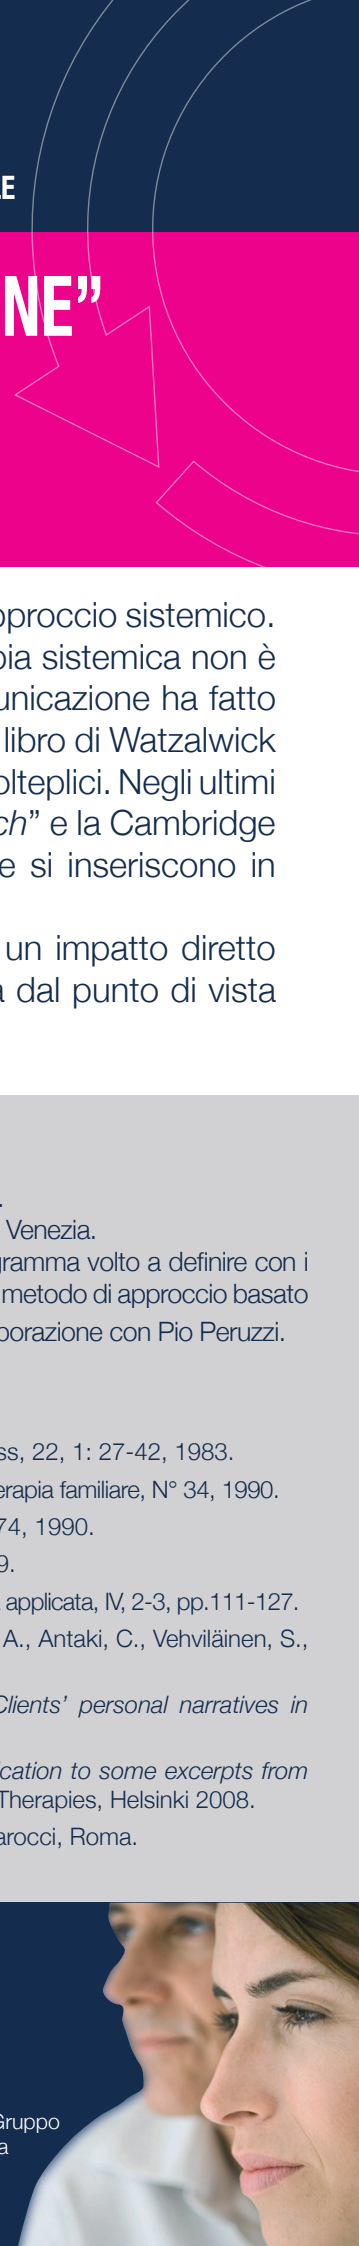 LE
NE”
pproccio sistemico.
pia sistemica non è
unicazione ha fatto
libro di Watzalwick
olteplici. Negli ultimi
ch” e la Cambridge
e si inseriscono in
un impatto diretto
a dal punto di vista
.
Venezia.
gramma volto a definire con i
metodo di approccio basato
borazione con Pio Peruzzi.
ss, 22, 1: 27-42, 1983.
erapia familiare, N° 34, 1990.
74, 1990.
9.
applicata, IV, 2-3, pp.111-127.
A., Antaki, C., Vehviläinen, S.,
Clients’ personal narratives in
ication to some excerpts from
Therapies, Helsinki 2008.
arocci, Roma.
Gruppo
a